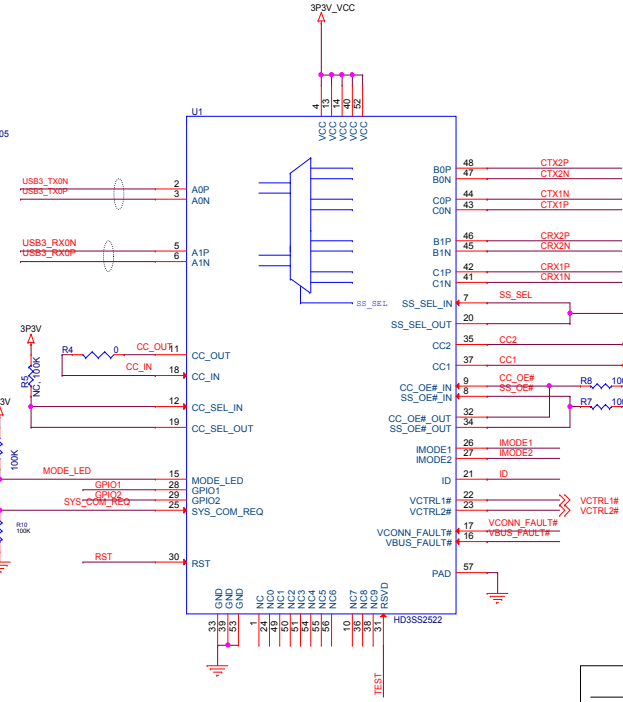 3P3V_VCC
U1
4
13
14
40
52
VCC
VCC
VCC
VCC
VCC
05
USB3_TX0N
USB3_TX0P
2
3
A0P
A0N
USB3_RX0N
USB3_RX0P
5
6
A1P
A1N
SS_SEL
B0P 48 CTX2P
B0N 47 CTX2N
C0P 44 CTX1N
C0N 43 CTX1P
B1P 46 CRX2P
B1N 45 CRX2N
C1P 42 CRX1P
C1N 41 CRX1N
SS_SEL_IN 7 SS_SEL
SS_SEL_OUT 20
CC2 35 CC2
CC1 37 CC1
CC_OE#_IN 9 CC_OE#
SS_OE#_IN 8 SS_OE#
R8 100
R7 100
CC_OE#_OUT 32
SS_OE#_OUT 34
IMODE1 26 IMODE1
IMODE2 27 IMODE2
ID 21 ID
VCTRL1# 22 VCTRL1#
VCTRL2# 23 VCTRL2#
VCONN_FAULT# 17 VCONN_FAULT#
VBUS_FAULT# 16 VBUS_FAULT#
PAD 57
3P3V
R4 0 CC_OUT 11 CC_OUT
CC_IN 18 CC_IN
R5
NC, 100K
12 CC_SEL_IN
19 CC_SEL_OUT
3V
100K
MODE_LED 15 MODE_LED
GPIO1 28 GPIO1
GPIO2 29 GPIO2
SYS_COM_REQ 25 SYS_COM_REQ
R10
100K
RST 30 RST
GND
GND
GND
NC
NC0
NC1
NC2
NC3
NC4
NC5
NC6
NC7
NC8
NC9
RSVD
HD3SS2522
33
39
53
1
24
49
50
51
54
55
56
10
36
38
31
TEST